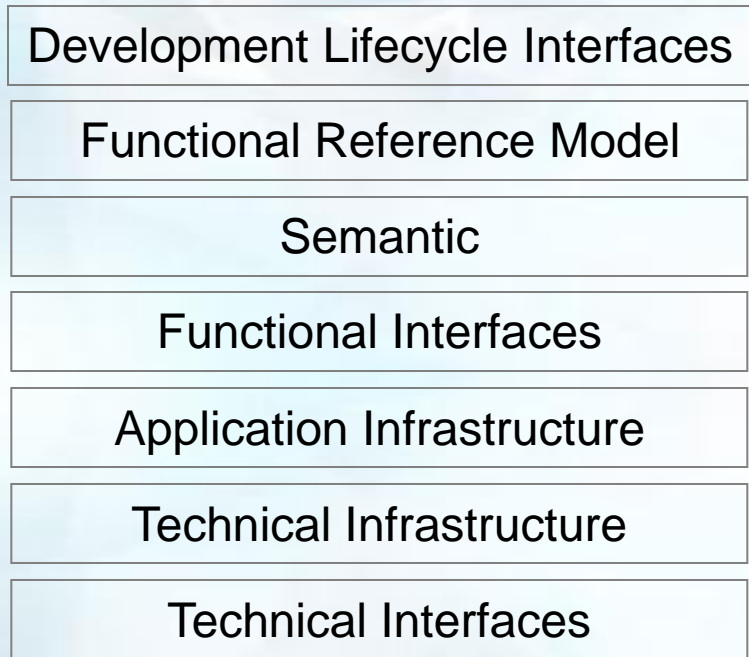 Development Lifecycle Interfaces
Functional Reference Model
Semantic
Functional Interfaces
Application Infrastructure
Technical Infrastructure
Technical Interfaces